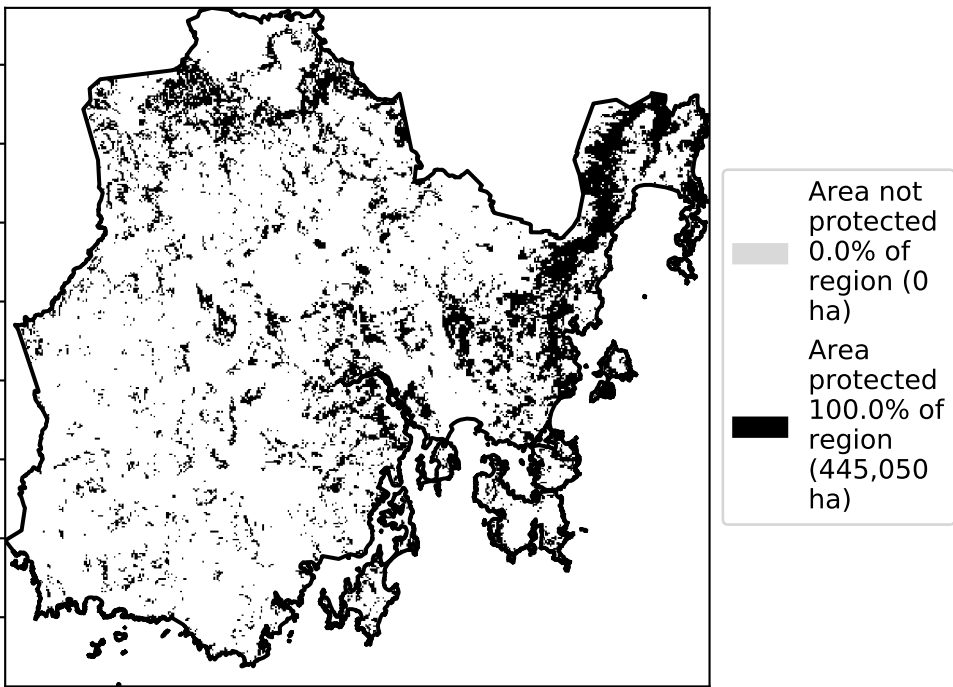 Area not
protected
0.0% of
region (0
ha)
Area
protected
100.0% of
region
(445,050
ha)